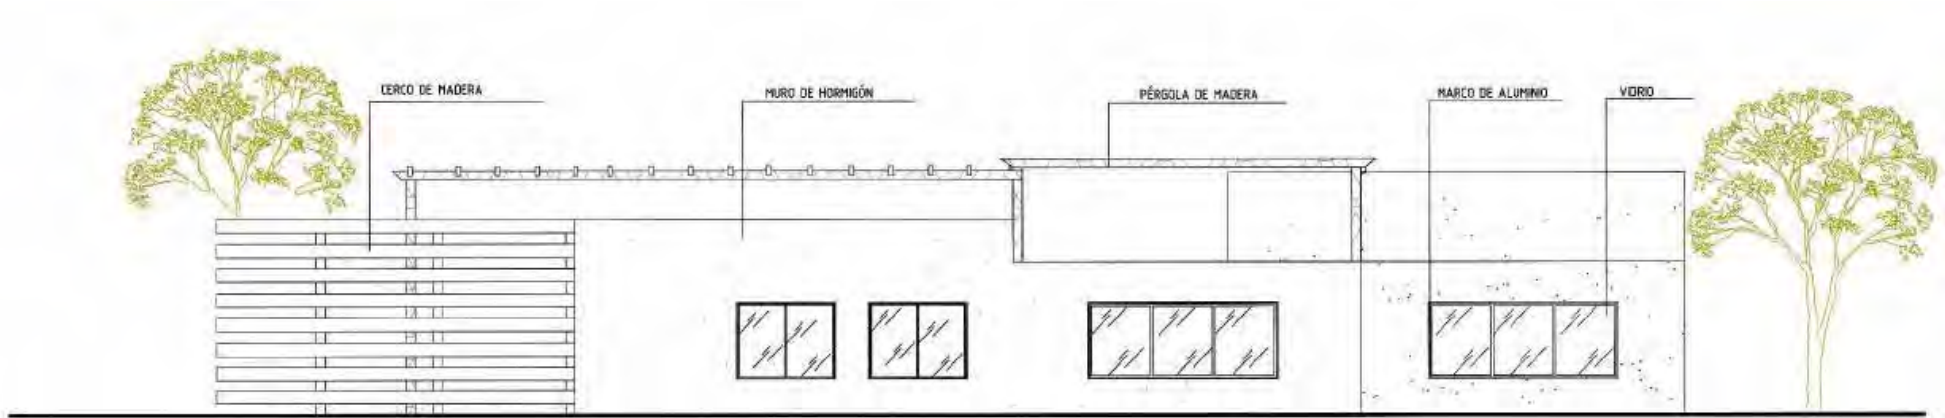 CERCO DE MADERA
MURO DE HORMIGÓN
PÉRGOLA DE MADERA
MARCO DE ALUMINIO
VIDRIO